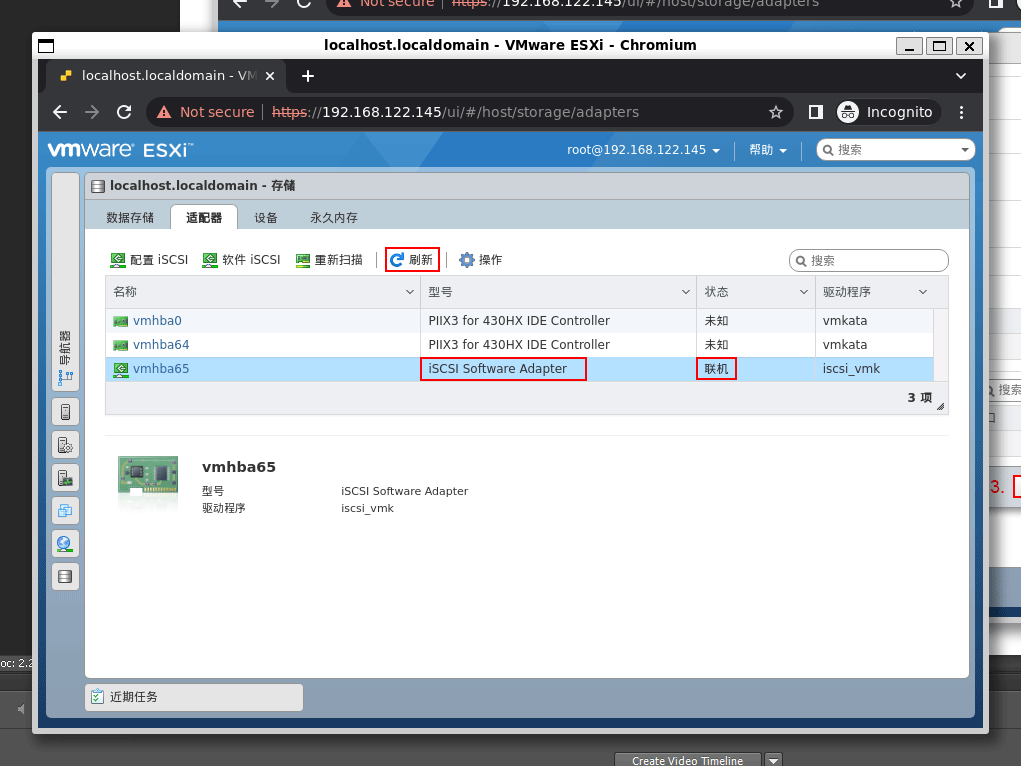 Not secure https://192.168.122.145/ui/#/host/storage/adapters
localhost.localdomain - VMware ESXi - Chromium
localhost.localdomain - VM
Not secure https://192.168.122.145/ui/#/host/storage/adapters Incognito
vmware ESXi™ root@192.168.122.145 帮助 搜索
localhost.localdomain - 存储
数据存储 适配器 设备 永久内存
配置 iSCSI 软件 iSCSI 重新扫描 刷新 操作 搜索
名称 型号 状态 驱动程序
vmhba0 PIIX3 for 430HX IDE Controller 未知 vmkata
vmhba64 PIIX3 for 430HX IDE Controller 未知 vmkata
vmhba65 iSCSI Software Adapter 联机 iscsi_vmk
3 项
导航器
搜索
vmhba65
型号 iSCSI Software Adapter
驱动程序 iscsi_vmk
3.
oc: 2.2
近期任务
Create Video Timeline